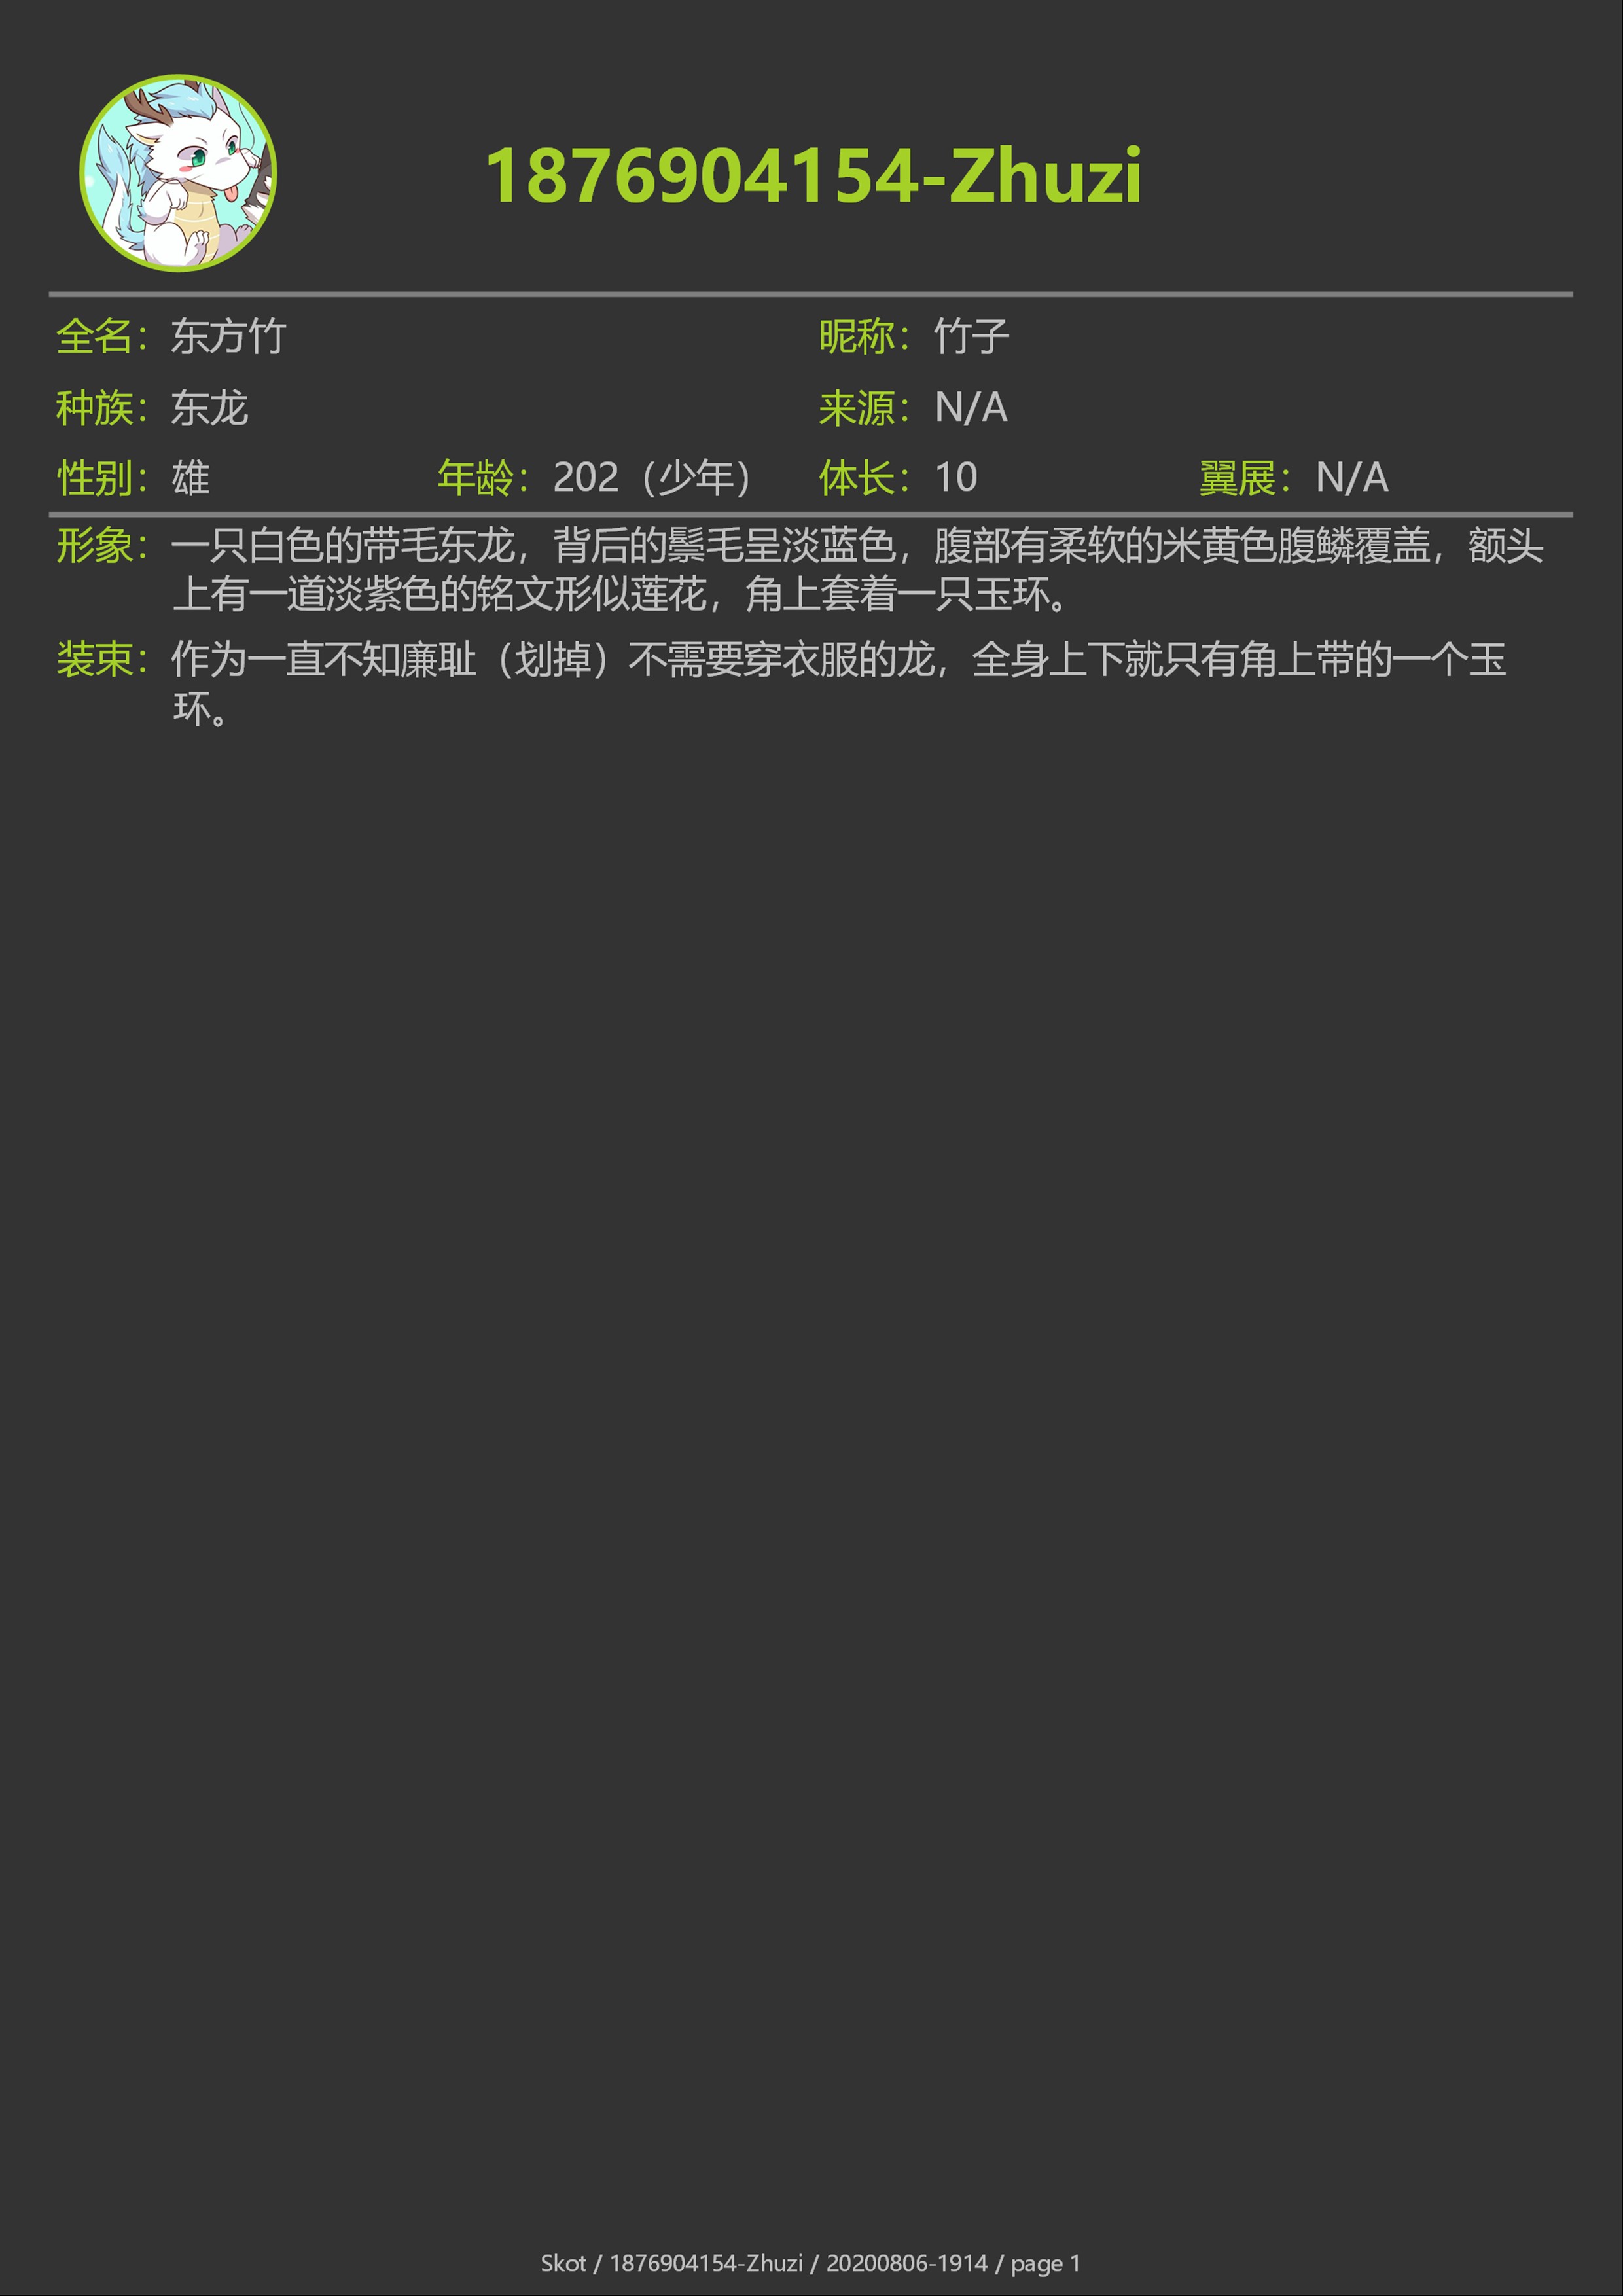 1876904154-Zhuzi
全名：东方竹 昵称：竹子
种族：东龙 来源：N/A
性别：雄 年龄：202（少年） 体长：10 翼展：N/A
形象：一只白色的带毛东龙，背后的鬃毛呈淡蓝色，腹部有柔软的米黄色腹鳞覆盖，额头
上有一道淡紫色的铭文形似莲花，角上套着一只玉环。
装束：作为一直不知廉耻（划掉）不需要穿衣服的龙，全身上下就只有角上带的一个玉
环。
Skot / 1876904154-Zhuzi / 20200806-1914 / page 1